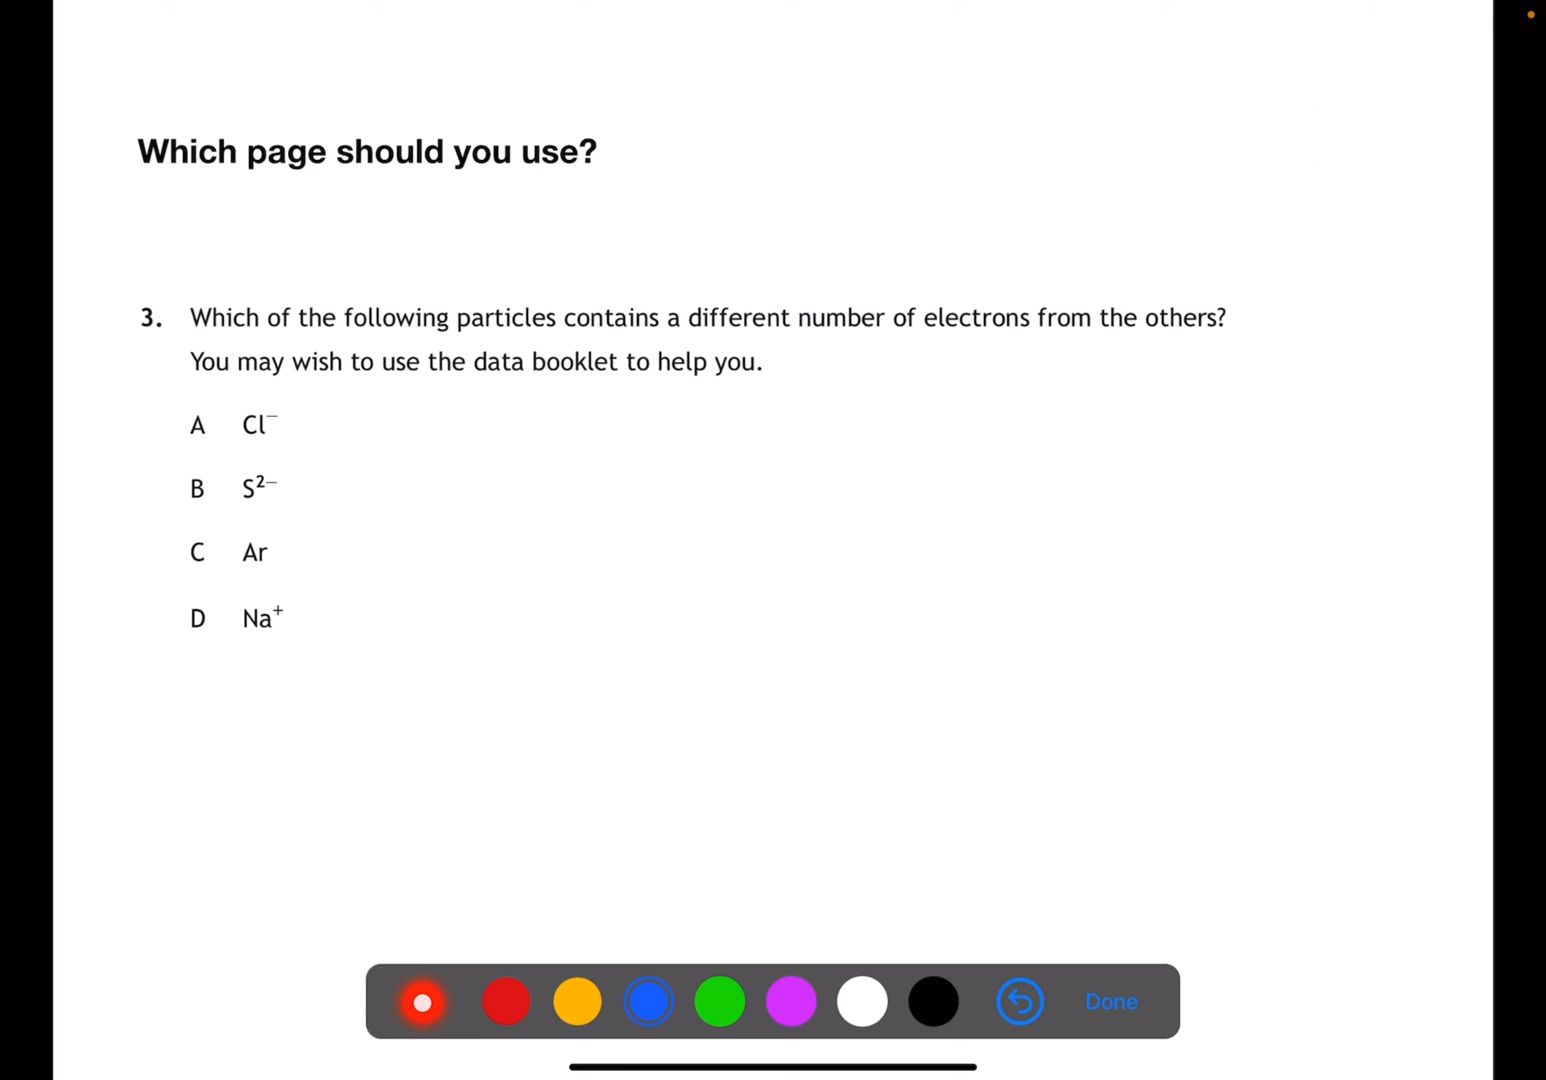 Which page should you use?
3. Which of the following particles contains a different number of electrons from the others?
You may wish to use the data booklet to help you.
A Cl⁻
B S²⁻
C Ar
D Na⁺
Done